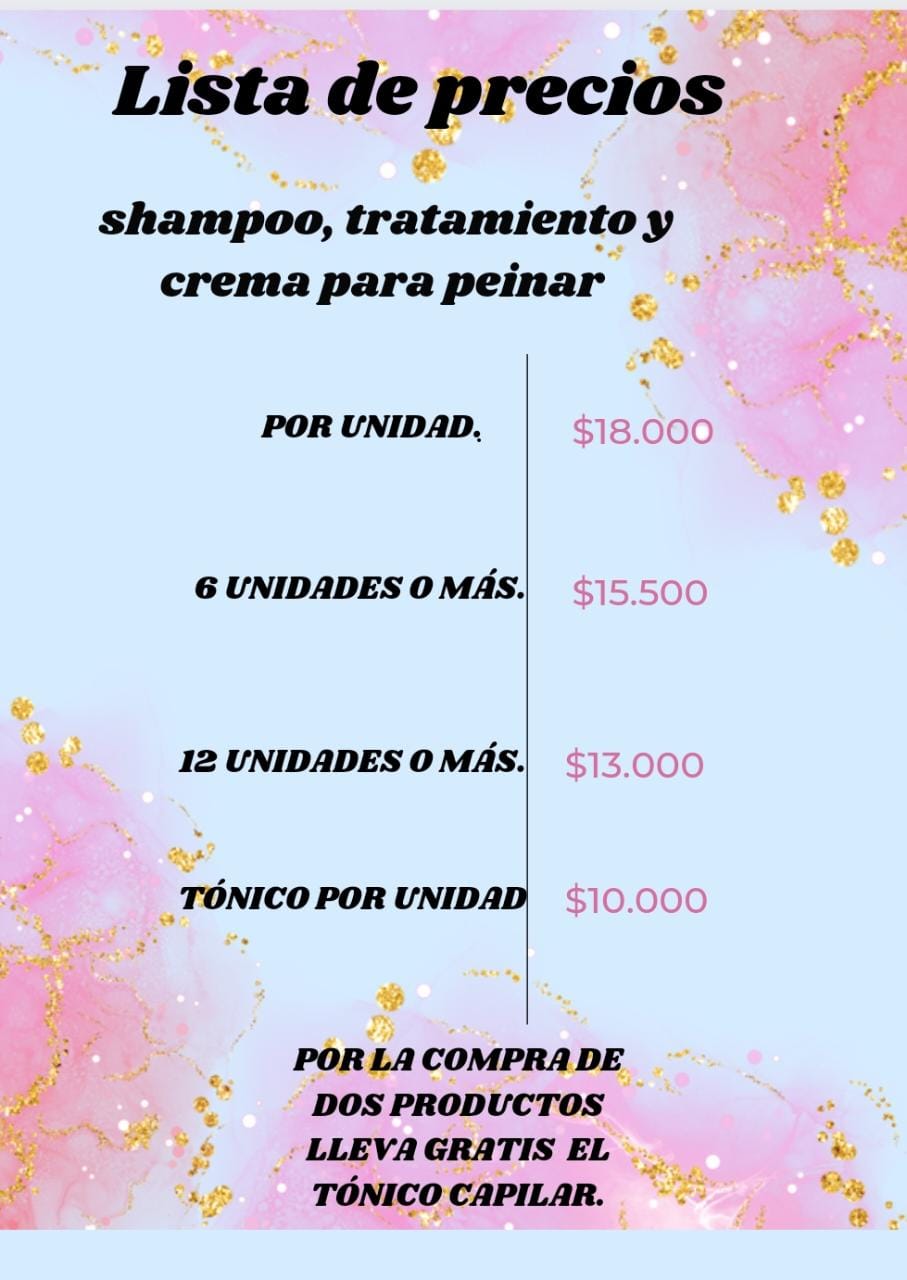 Lista de precios
shampoo, tratamiento y
crema para peinar
POR UNIDAD. $18.000
6 UNIDADES O MÁS. $15.500
12 UNIDADES O MÁS. $13.000
TÓNICO POR UNIDAD $10.000
POR LA COMPRA DE
DOS PRODUCTOS
LLEVA GRATIS EL
TÓNICO CAPILAR.